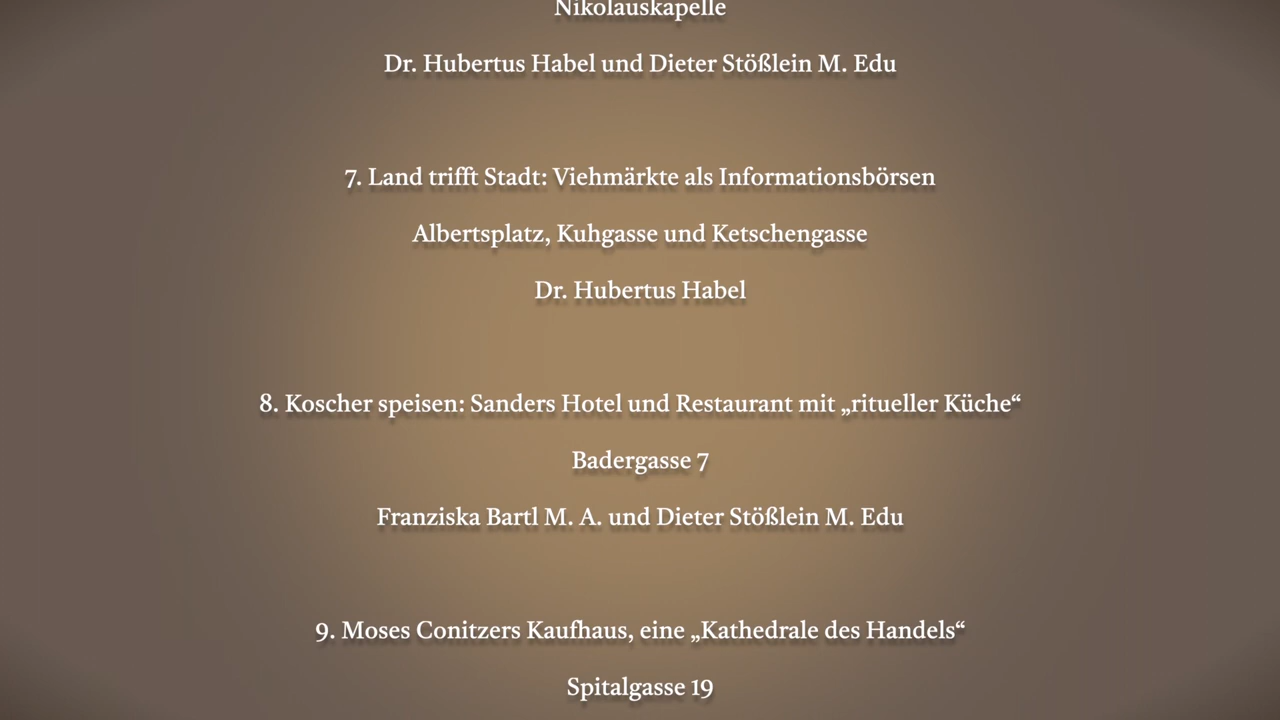 Nikolauskapelle
Dr. Hubertus Habel und Dieter Stößlein M. Edu
7. Land trifft Stadt: Viehmärkte als Informationsbörsen
Albertsplatz, Kuhgasse und Ketschengasse
Dr. Hubertus Habel
8. Koscher speisen: Sanders Hotel und Restaurant mit „ritueller Küche“
Badergasse 7
Franziska Bartl M. A. und Dieter Stößlein M. Edu
9. Moses Conitzers Kaufhaus, eine „Kathedrale des Handels“
Spitalgasse 19